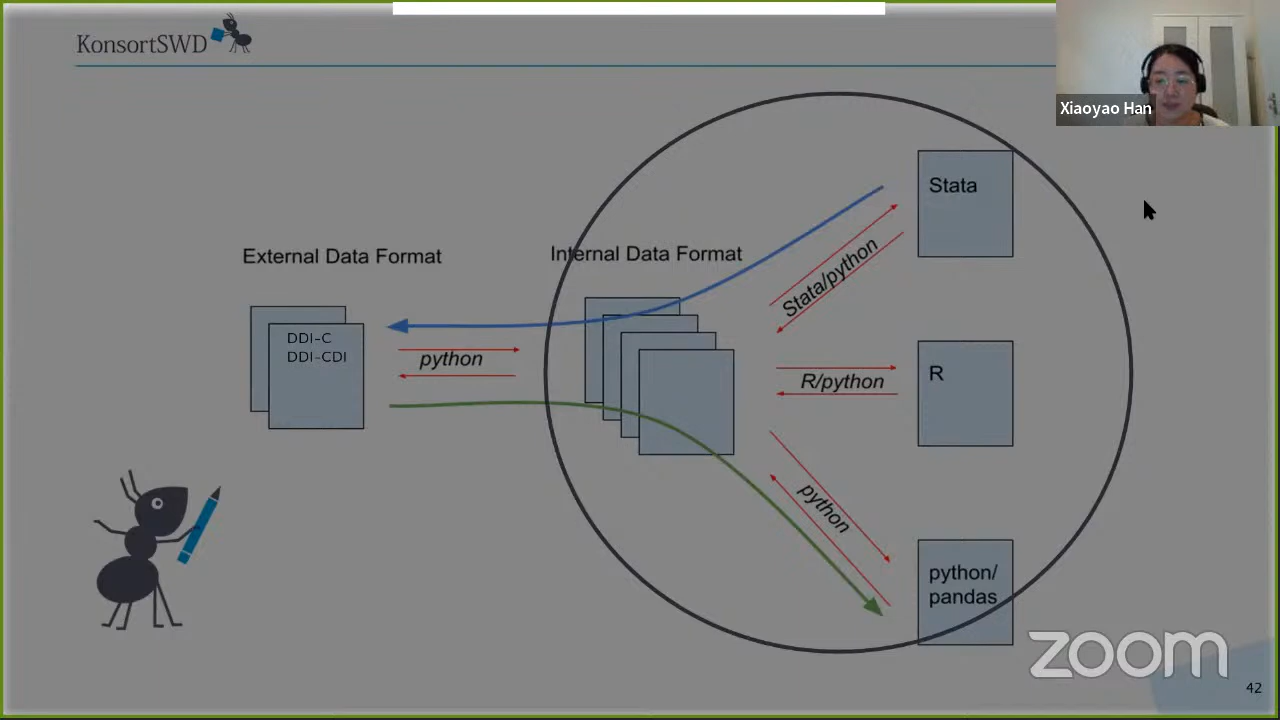 KonsortSWD
Xiaoyao Han
Stata
External Data Format
Internal Data Format
Stata/python
DDI-C
DDI-CDI
python
R/python
R
python
python/
pandas
zoom
42